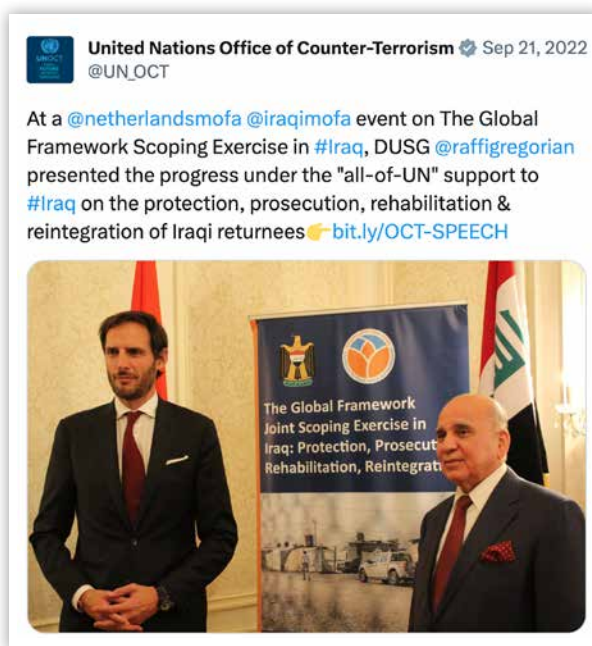 United Nations Office of Counter-Terrorism Sep 21, 2022
@UN_OCT
At a @netherlandsmofa @iraqimofa event on The Global
Framework Scoping Exercise in #Iraq, DUSG @raffigregorian
presented the progress under the "all-of-UN" support to
#Iraq on the protection, prosecution, rehabilitation &
reintegration of Iraqi returnees👉bit.ly/OCT-SPEECH
The Global Framework
Joint Scoping Exercise in
Iraq: Protection, Prosecut
Rehabilitation, Reintegrat